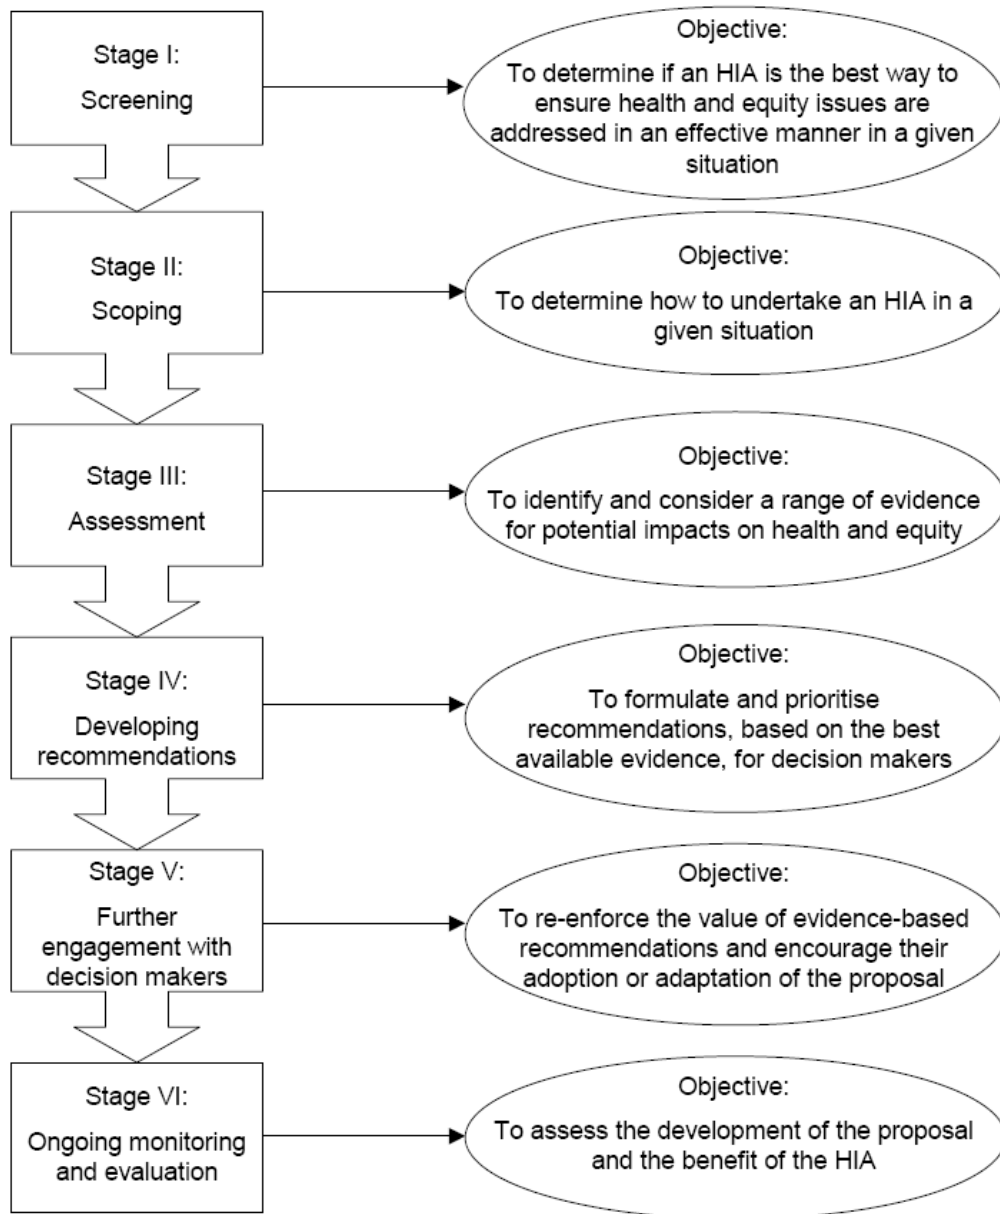 Stage I:
Screening
Objective:
To determine if an HIA is the best way to
ensure health and equity issues are
addressed in an effective manner in a given
situation
Stage II:
Scoping
Objective:
To determine how to undertake an HIA in a
given situation
Stage III:
Assessment
Objective:
To identify and consider a range of evidence
for potential impacts on health and equity
Stage IV:
Developing
recommendations
Objective:
To formulate and prioritise
recommendations, based on the best
available evidence, for decision makers
Stage V:
Further
engagement with
decision makers
Objective:
To re-enforce the value of evidence-based
recommendations and encourage their
adoption or adaptation of the proposal
Stage VI:
Ongoing monitoring
and evaluation
Objective:
To assess the development of the proposal
and the benefit of the HIA